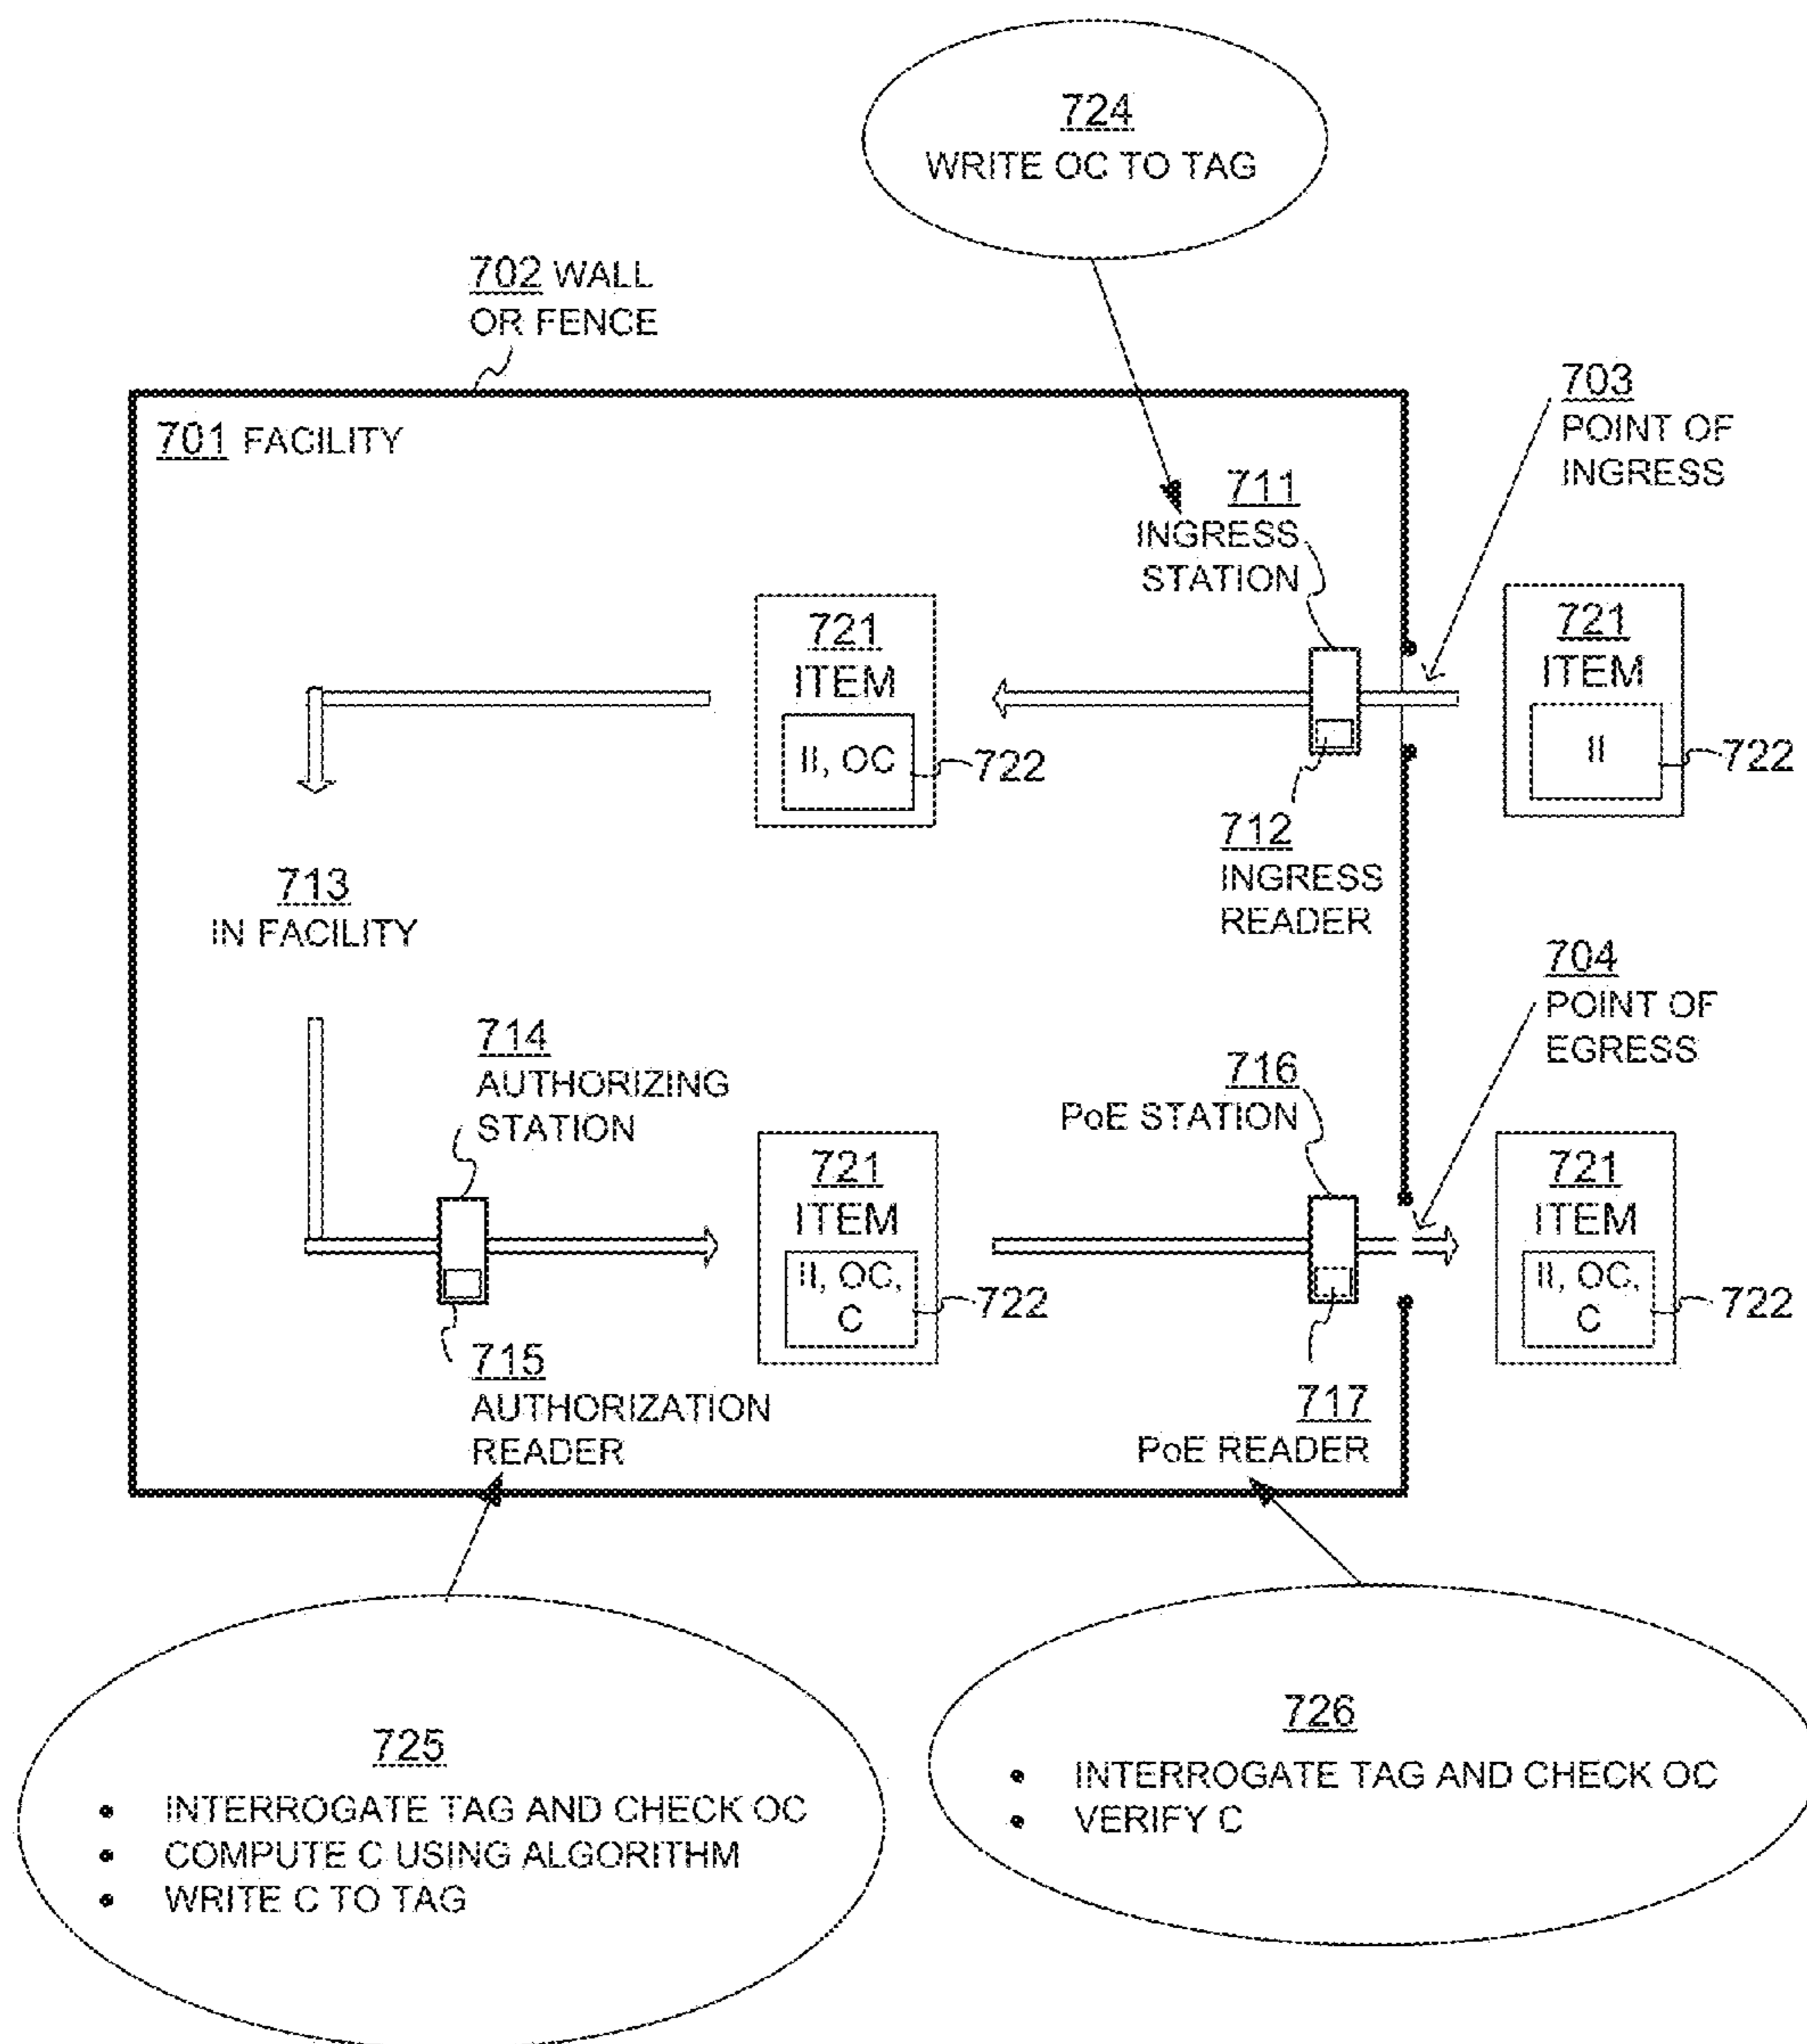 724
WRITE OC TO TAG
702 WALL
OR FENCE
703
POINT OF
INGRESS
701 FACILITY
711
INGRESS
STATION
721
ITEM
II, OC
722
721
ITEM
II
722
712
INGRESS
READER
713
IN FACILITY
704
POINT OF
EGRESS
714
AUTHORIZING
STATION
716
PoE STATION
721
ITEM
II, OC,
C
722
721
ITEM
II, OC,
C
722
715
AUTHORIZATION
READER
717
PoE READER
725
• INTERROGATE TAG AND CHECK OC
• COMPUTE C USING ALGORITHM
• WRITE C TO TAG
726
• INTERROGATE TAG AND CHECK OC
• VERIFY C